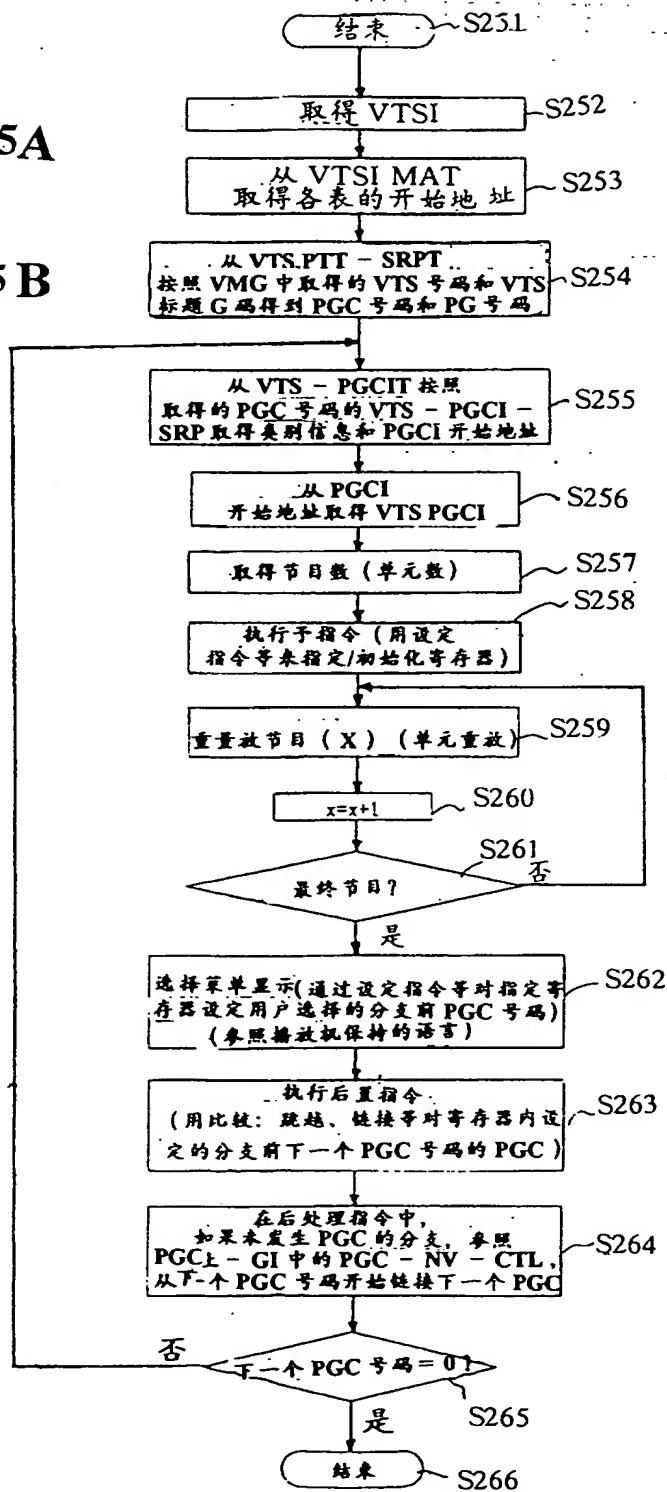 结束
S231
取得 VTSI
S252
5A
从 VTSI MAT
取得各表的开始地址
S253
5B
从 VTS.PTT - SRPT
按照 VMG 中取得的 VTS 号码和 VTS
标题 G 码得到 PGC 号码和 PG 号码
S254
从 VTS - PGCIT 按照
取得的 PGC 号码的 VTS - PGCI -
SRP 取得类别信息和 PGCI 开始地址
S255
从 PGCI
开始地址取得 VTS PGCI
S256
取得节目数（单元数）
S257
S258
执行予指令（用设定
指令等来指定/初始化寄存器）
重量放节目（X）（单元重放）
S259
x=x+1
S260
S261
最终节目?
否
是
选择菜单显示(通过设定指令等对指定寄
存器设定用户选择的分支前 PGC 号码)
(参照播放机保持的语言)
S262
执行后置指令
(用比较: 跳越、链接等对寄存器内设
定的分支前下一个 PGC 号码的 PGC)
S263
在后处理指令中,
如果未发生 PGC 的分支, 参照
PGC上 - GI 中的 PGC - NV - CTL,
从下一个 PGC 号码开始链接下一个 PGC
S264
否
下一个 PGC 号码 = 0?
S265
是
结束
S266